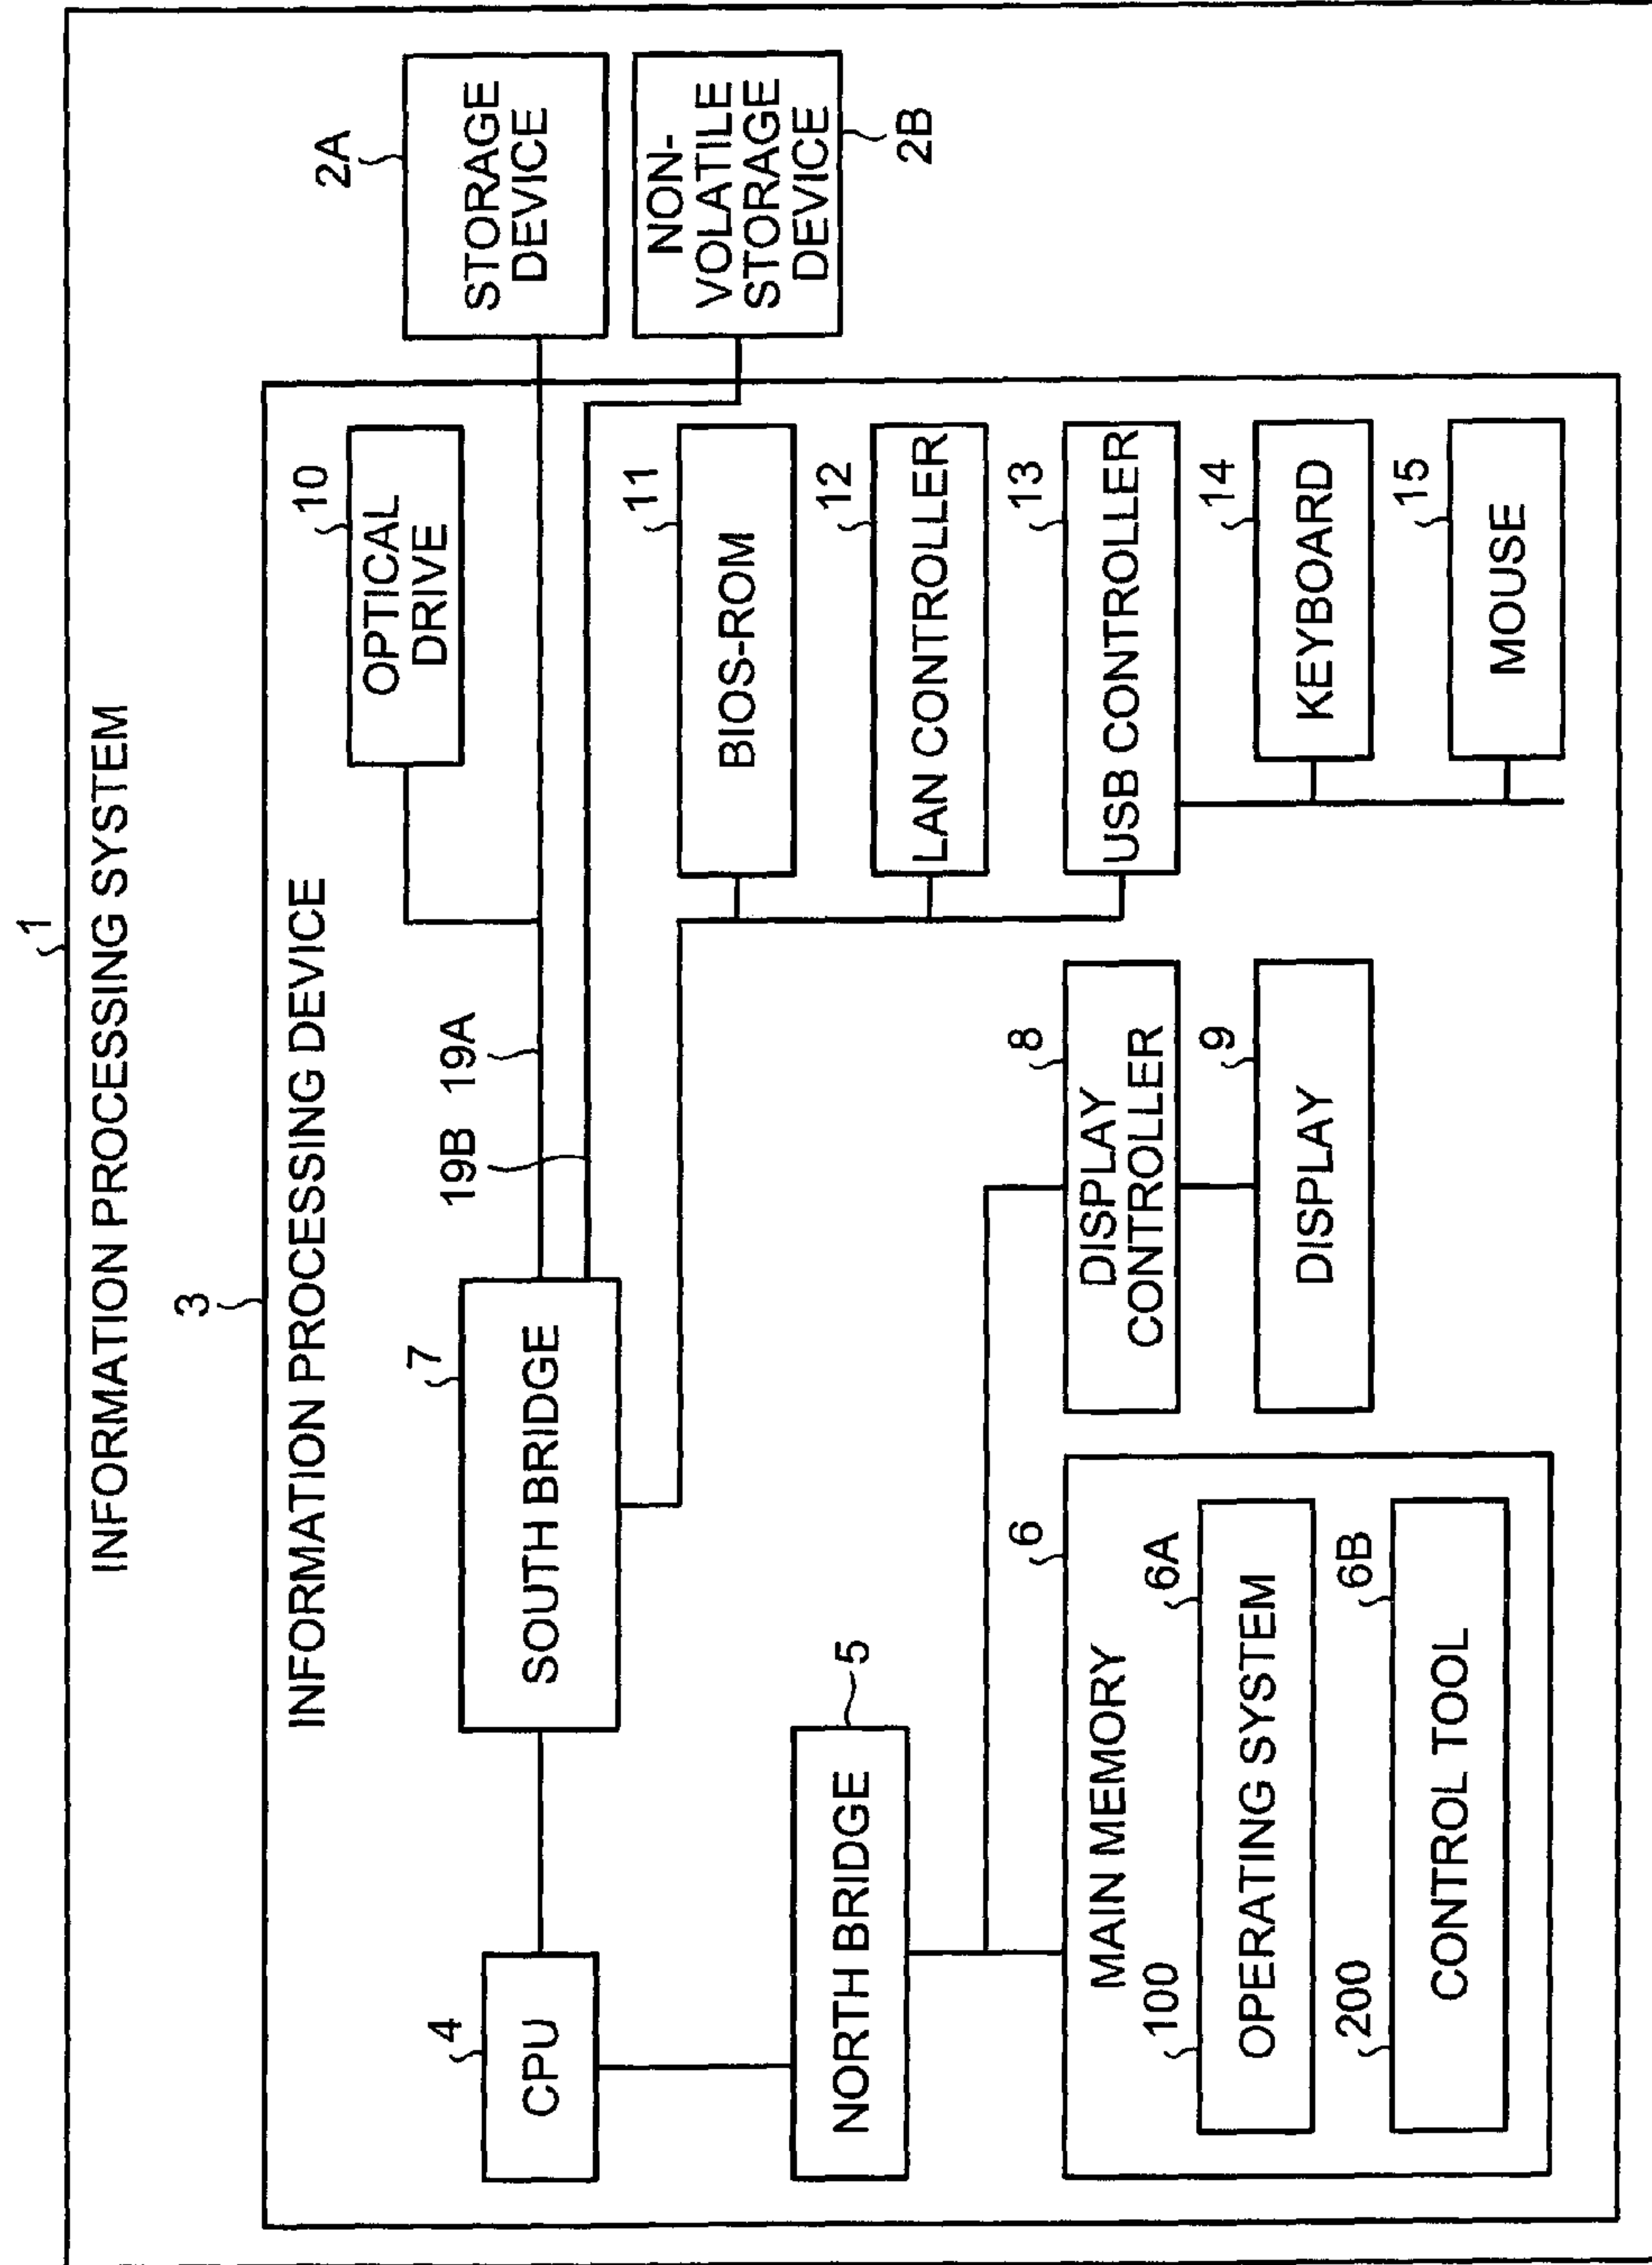 1
INFORMATION PROCESSING SYSTEM
3
INFORMATION PROCESSING DEVICE
2A
STORAGE
DEVICE
NON-
VOLATILE
STORAGE
DEVICE
2B
10
OPTICAL
DRIVE
4
CPU
7
SOUTH BRIDGE
19B
19A
11
BIOS-ROM
5
NORTH BRIDGE
12
LAN CONTROLLER
6
MAIN MEMORY
8
DISPLAY
CONTROLLER
13
USB CONTROLLER
100
6A
OPERATING SYSTEM
9
DISPLAY
14
KEYBOARD
200
6B
CONTROL TOOL
15
MOUSE